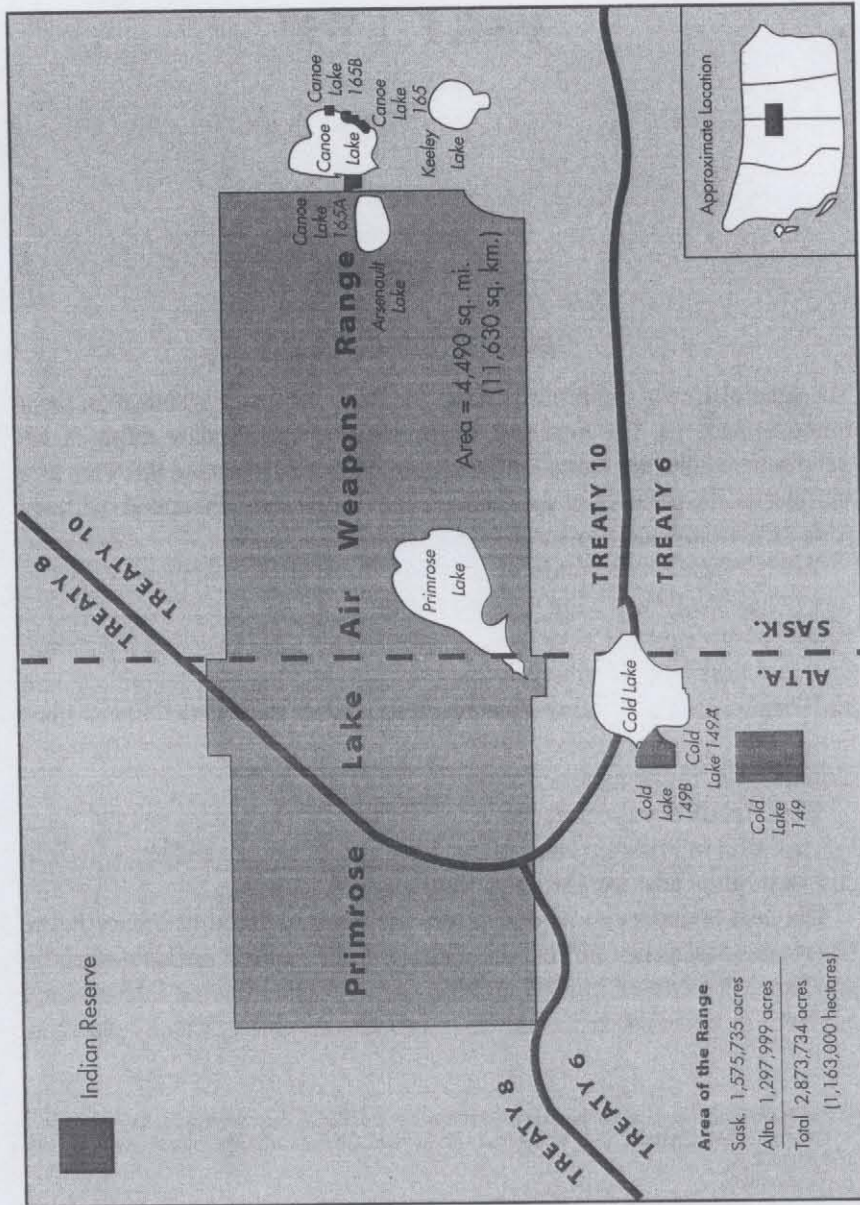 Indian Reserve
TREATY 8
TREATY 10
Primrose Lake Air Weapons Range
Canoe
Lake
165A
Arsenault
Lake
Canoe
Lake
Canoe
Lake
165B
Canoe
Lake
165
Keeley
Lake
Area = 4,490 sq. mi.
(11,630 sq. km.)
Primrose
Lake
TREATY 10
TREATY 6
TREATY 8
TREATY 6
Cold Lake
ALTA.
SASK.
Cold
Lake
149B
Cold
Lake 149A
Cold
Lake
149
Area of the Range
Sask. 1,575,735 acres
Alta. 1,297,999 acres
Total 2,873,734 acres
(1,163,000 hectares)
Approximate Location